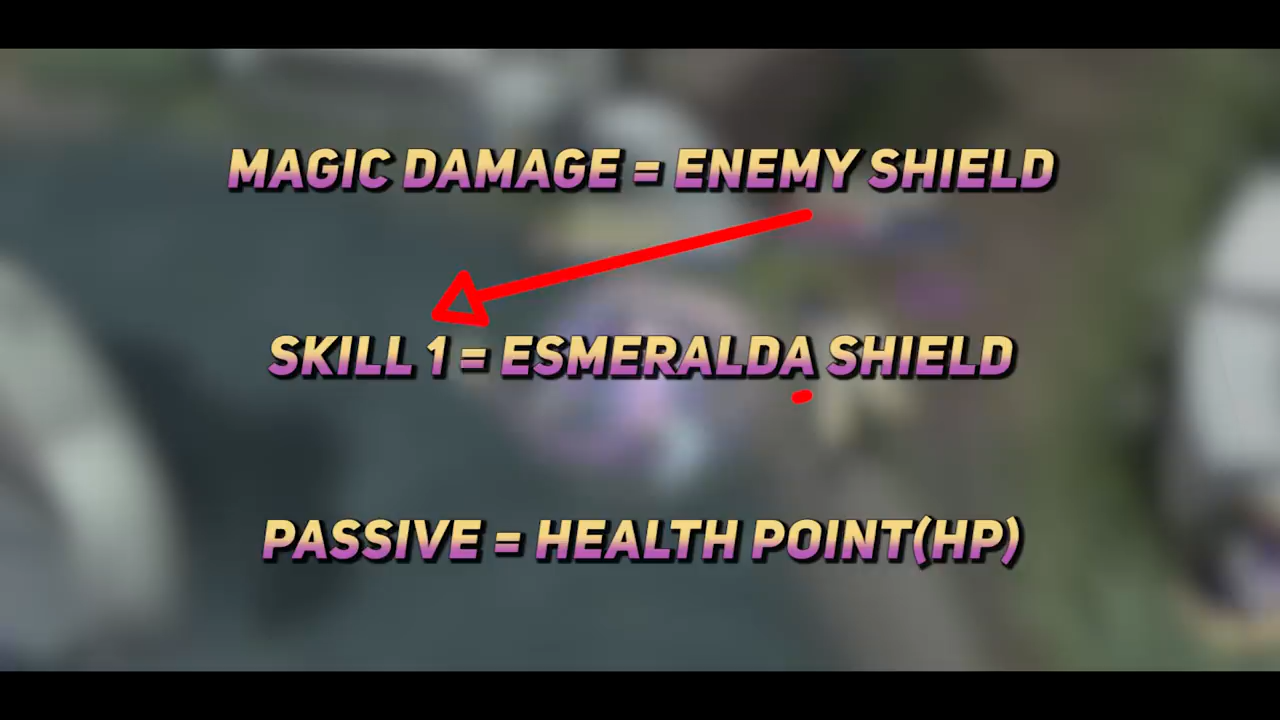 MAGIC DAMAGE = ENEMY SHIELD
SKILL 1 = ESMERALDA SHIELD
PASSIVE = HEALTH POINT(HP)